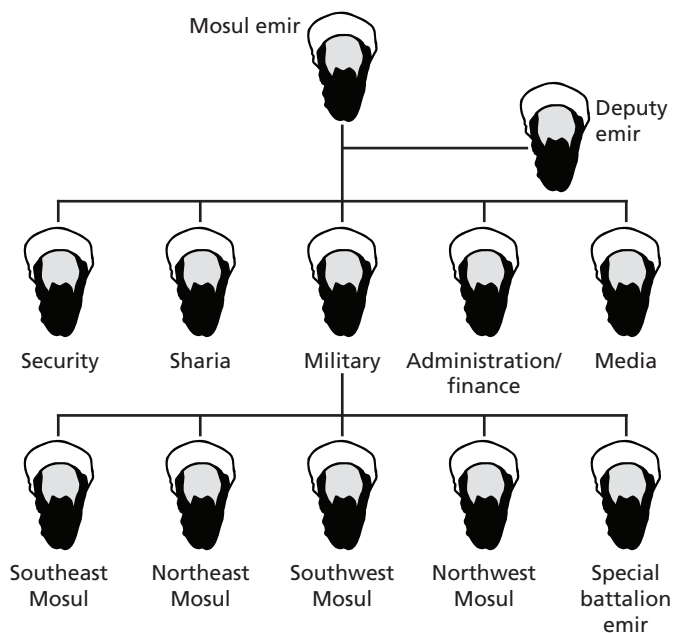 Mosul emir
Deputy
emir
Security
Sharia
Military
Administration/
finance
Media
Southeast
Mosul
Northeast
Mosul
Southwest
Mosul
Northwest
Mosul
Special
battalion
emir